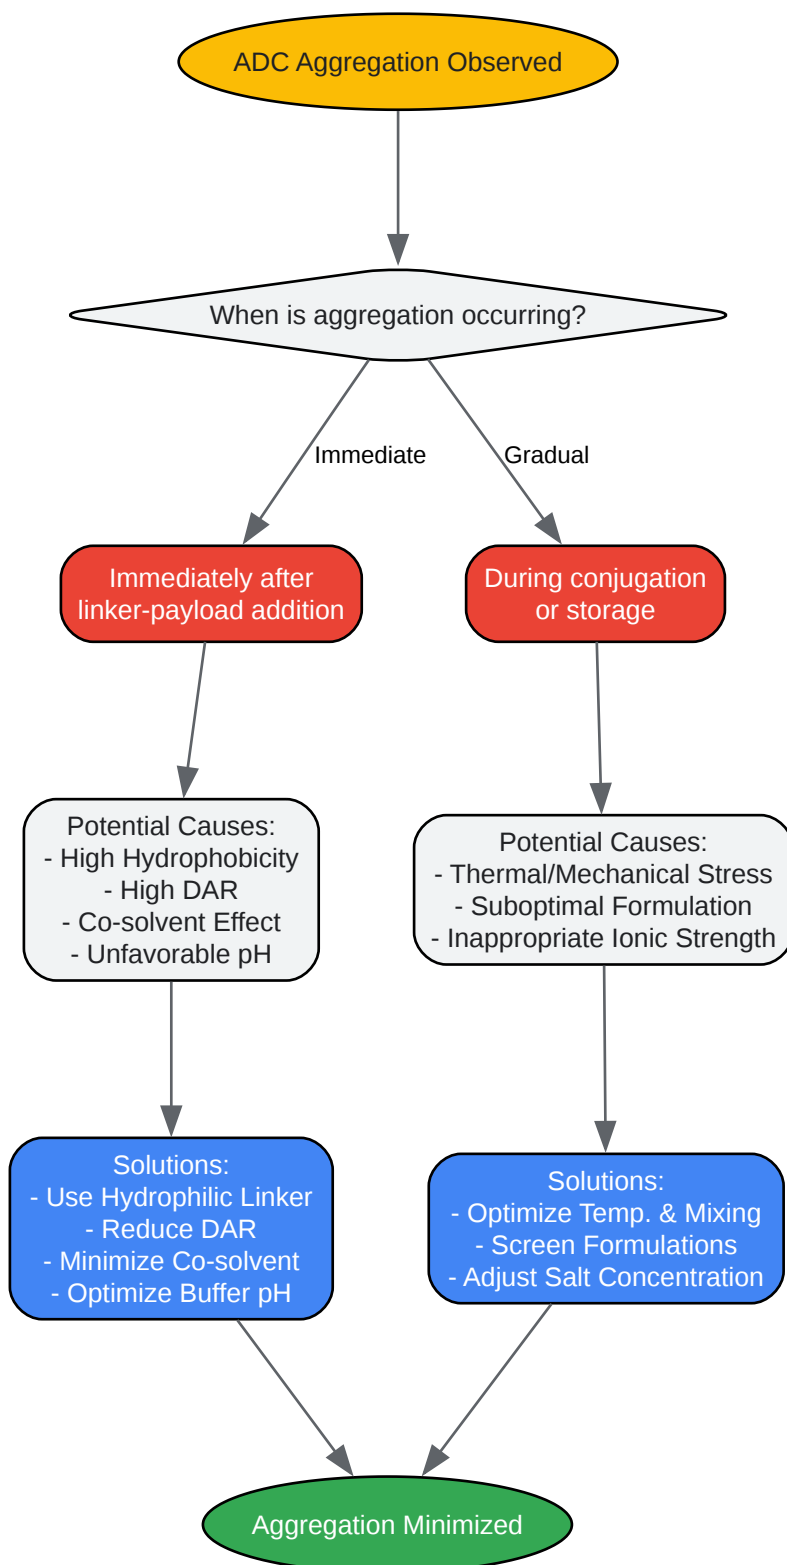 ADC Aggregation Observed
When is aggregation occurring?
Immediate
Gradual
Immediately after
linker-payload addition
During conjugation
or storage
Potential Causes:
- High Hydrophobicity
- High DAR
- Co-solvent Effect
- Unfavorable pH
Potential Causes:
- Thermal/Mechanical Stress
- Suboptimal Formulation
- Inappropriate Ionic Strength
Solutions:
- Use Hydrophilic Linker
- Reduce DAR
- Minimize Co-solvent
- Optimize Buffer pH
Solutions:
- Optimize Temp. & Mixing
- Screen Formulations
- Adjust Salt Concentration
Aggregation Minimized